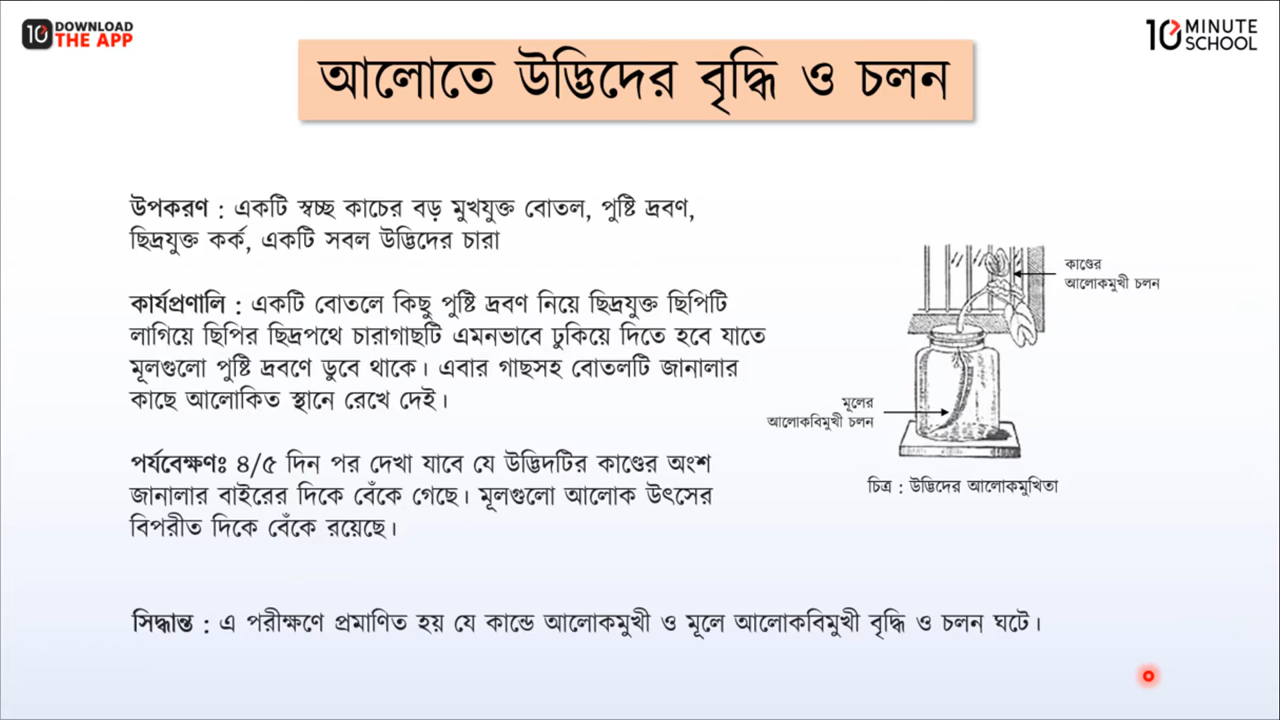 10 DOWNLOAD
THE APP
10 MINUTE
SCHOOL
আলোতে উদ্ভিদের বৃদ্ধি ও চলন
উপকরণ : একটি স্বচ্ছ কাচের বড় মুখযুক্ত বোতল, পুষ্টি দ্রবণ,
ছিদ্রযুক্ত কর্ক, একটি সবল উদ্ভিদের চারা
কার্যপ্রণালি : একটি বোতলে কিছু পুষ্টি দ্রবণ নিয়ে ছিদ্রযুক্ত ছিপিটি
লাগিয়ে ছিপির ছিদ্রপথে চারাগাছটি এমনভাবে ঢুকিয়ে দিতে হবে যাতে
মূলগুলো পুষ্টি দ্রবণে ডুবে থাকে। এবার গাছসহ বোতলটি জানালার
কাছে আলোকিত স্থানে রেখে দেই।
পর্যবেক্ষণঃ ৪/৫ দিন পর দেখা যাবে যে উদ্ভিদটির কাণ্ডের অংশ
জানালার বাইরের দিকে বেঁকে গেছে। মূলগুলো আলোক উৎসের
বিপরীত দিকে বেঁকে রয়েছে।
কাণ্ডের
আলোকমুখী চলন
মূলের
আলোকবিমুখী চলন
চিত্র : উদ্ভিদের আলোকমুখিতা
সিদ্ধান্ত : এ পরীক্ষণে প্রমাণিত হয় যে কান্ডে আলোকমুখী ও মূলে আলোকবিমুখী বৃদ্ধি ও চলন ঘটে।